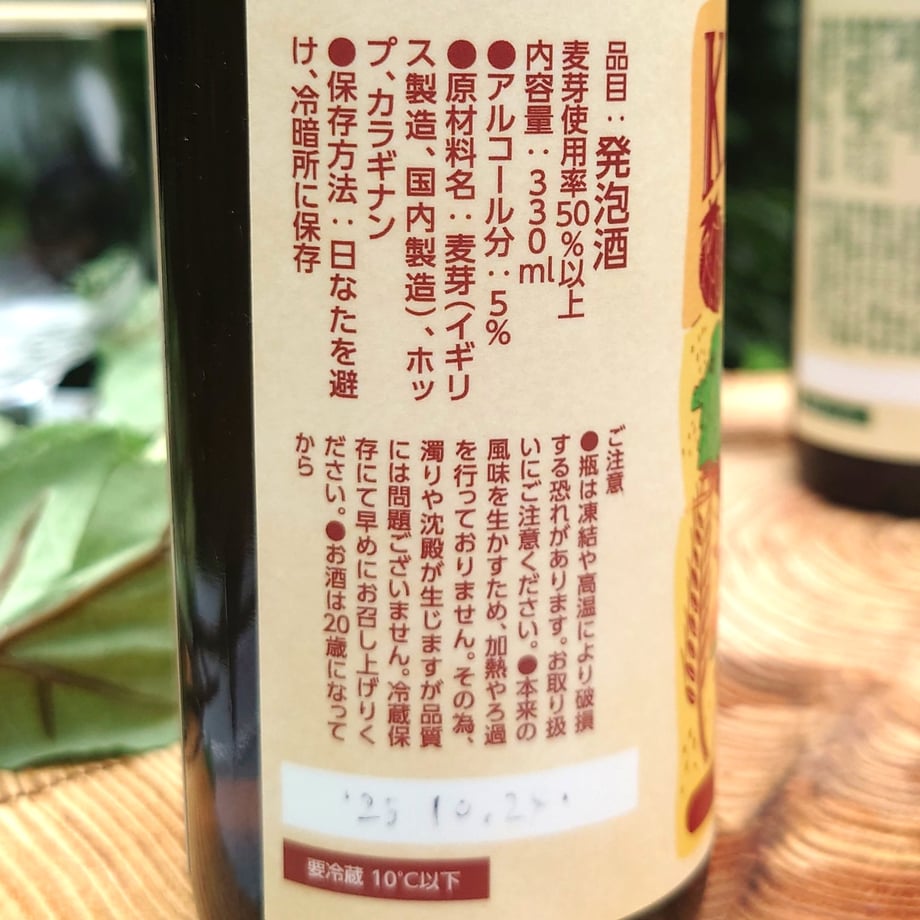 品目：発泡酒
麦芽使用率50%以上
内容量：330ml
●アルコール分：5%
●原材料名：麦芽(イギリ
ス製造、国内製造)、ホッ
プ、カラギナン
●保存方法：日なたを避
け、冷暗所に保存
ご注意
●瓶は凍結や高温により破損
する恐れがあります。お取り扱
いにご注意ください。●本来の
風味を生かすため、加熱やろ過
を行っておりません。その為、
濁りや沈殿が生じますが品質
には問題ございません。冷蔵保
存にて早めにお召し上げりく
ださい。●お酒は20歳になって
から
要冷蔵 10℃以下
K